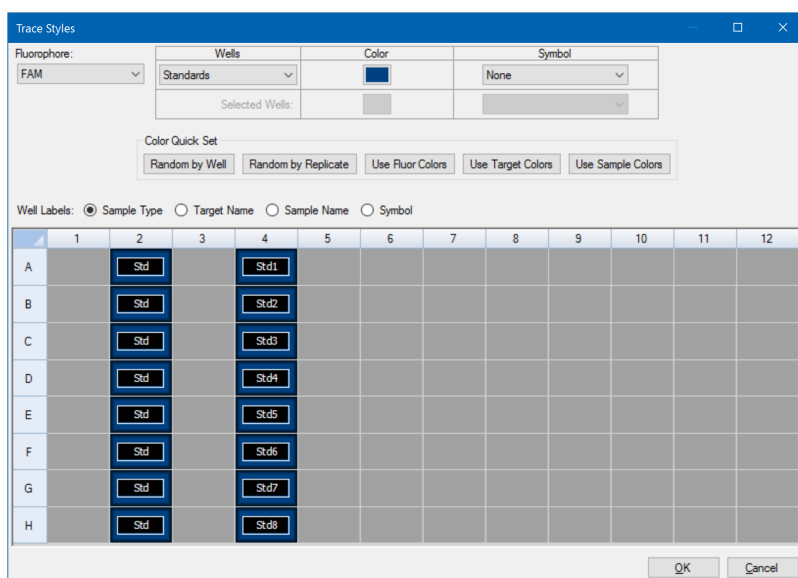 Trace Styles
Fluorophore:
Wells Color Symbol
FAM Standards None
Selected Wells:
Color Quick Set
Random by Well Random by Replicate Use Fluor Colors Use Target Colors Use Sample Colors
Well Labels: Sample Type Target Name Sample Name Symbol
1 2 3 4 5 6 7 8 9 10 11 12
A Std Std1
B Std Std2
C Std Std3
D Std Std4
E Std Std5
F Std Std6
G Std Std7
H Std Std8
OK Cancel